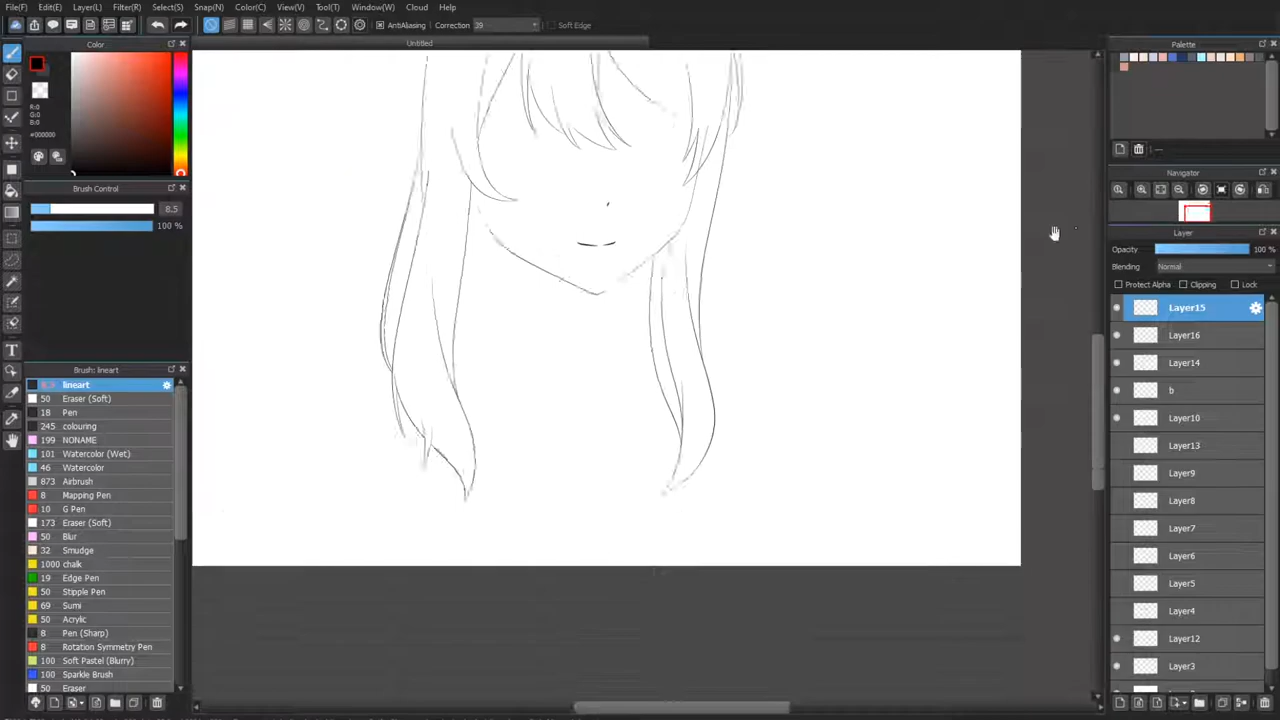 File(F) Edit(E) Layer(L) Filter(R) Select(S) Snap(N) Color(C) View(V) Tool(T) Window(W) Cloud Help
AntiAliasing Correction 39 Soft Edge
Untitled
Color
R:0
G:0
B:0
#000000
Brush Control
8.5
100 %
Brush: lineart
lineart
50 Eraser (Soft)
18 Pen
245 colouring
199 NONAME
101 Watercolor (Wet)
46 Watercolor
873 Airbrush
8 Mapping Pen
10 G Pen
173 Eraser (Soft)
50 Blur
32 Smudge
1000 chalk
19 Edge Pen
50 Stipple Pen
69 Sumi
50 Acrylic
8 Pen (Sharp)
8 Rotation Symmetry Pen
100 Soft Pastel (Blurry)
100 Sparkle Brush
50 Eraser
Palette
---
Navigator
Layer
Opacity 100 %
Blending Normal
Protect Alpha Clipping Lock
Layer15
Layer16
Layer14
b
Layer10
Layer13
Layer9
Layer8
Layer7
Layer6
Layer5
Layer4
Layer12
Layer3